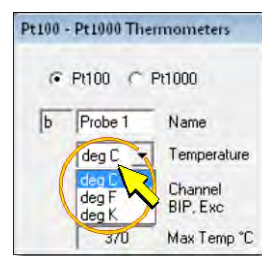 Pt100 - Pt1000 Thermometers
Pt100 Pt1000
b Probe 1 Name
deg C Temperature
deg C
deg F Channel
deg K BIP, Exc
370 Max Temp °C